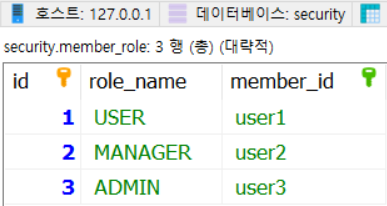 호스트: 127.0.0.1 데이터베이스: security
security.member_role: 3 행 (총) (대략적)
id role_name member_id
1 USER user1
2 MANAGER user2
3 ADMIN user3